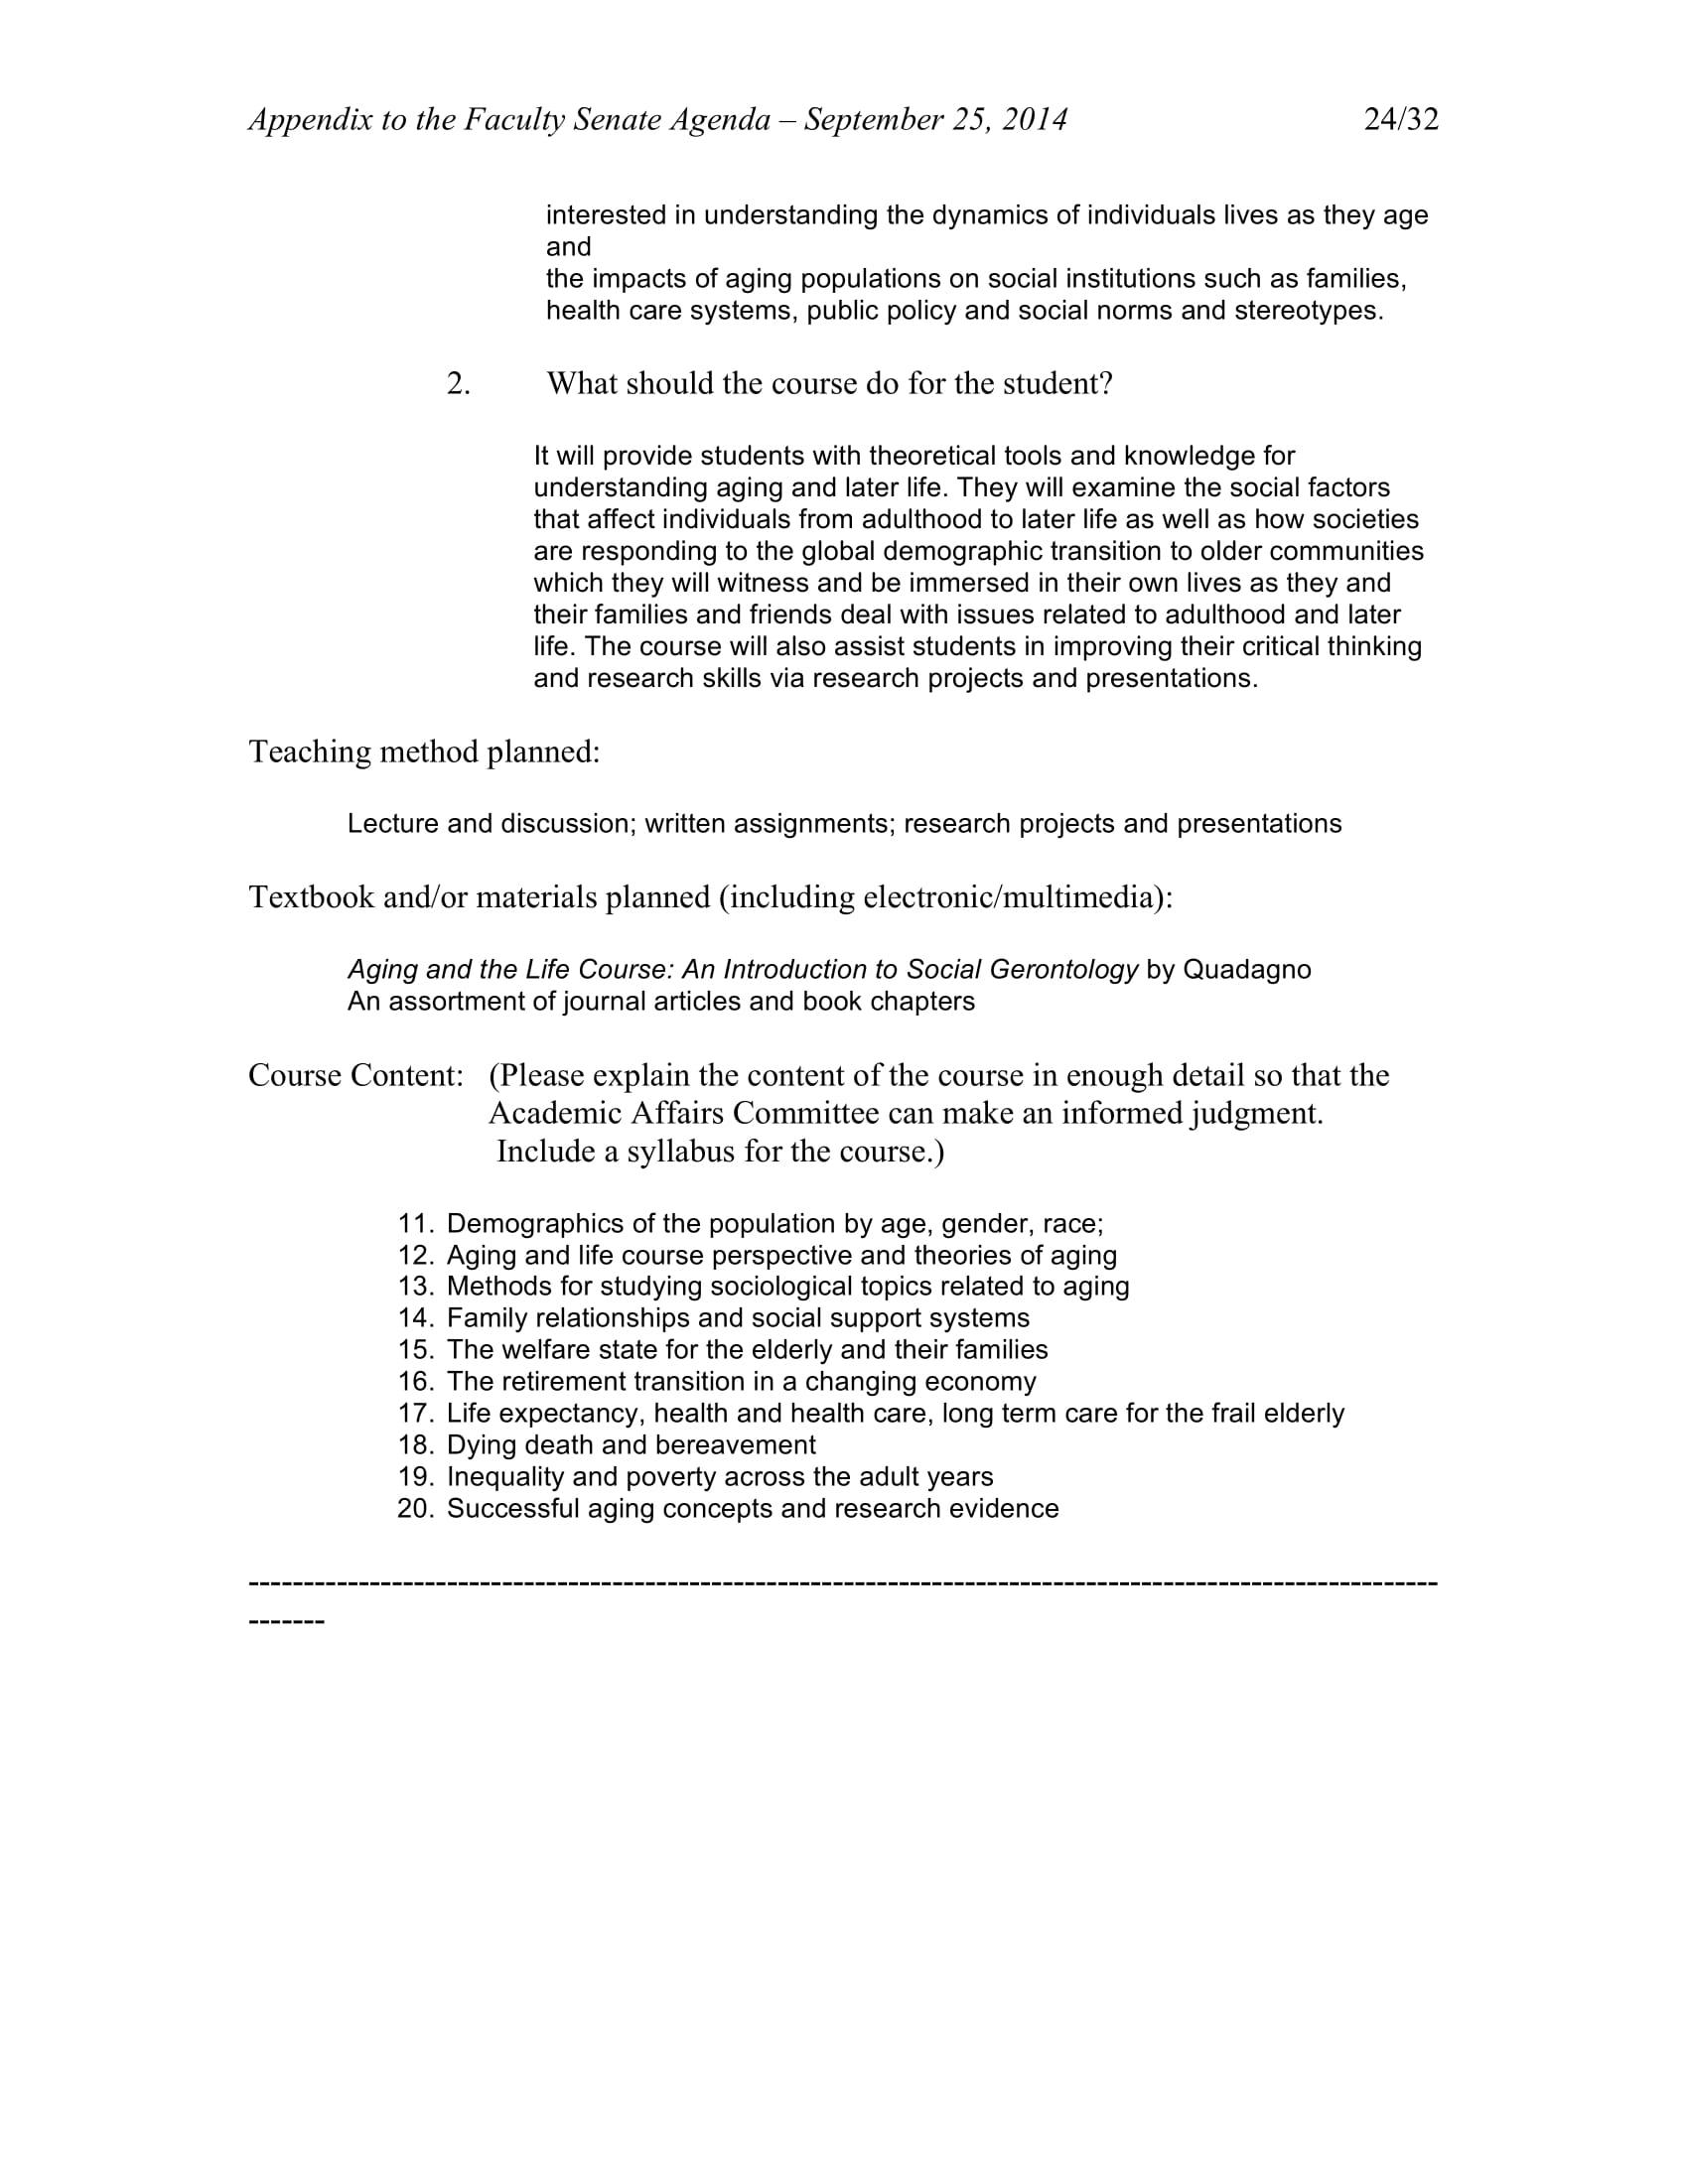 Appendix to the Faculty Senate Agenda – September 25, 2014 24/32
interested in understanding the dynamics of individuals lives as they age
and
the impacts of aging populations on social institutions such as families,
health care systems, public policy and social norms and stereotypes.
2. What should the course do for the student?
It will provide students with theoretical tools and knowledge for
understanding aging and later life. They will examine the social factors
that affect individuals from adulthood to later life as well as how societies
are responding to the global demographic transition to older communities
which they will witness and be immersed in their own lives as they and
their families and friends deal with issues related to adulthood and later
life. The course will also assist students in improving their critical thinking
and research skills via research projects and presentations.
Teaching method planned:
Lecture and discussion; written assignments; research projects and presentations
Textbook and/or materials planned (including electronic/multimedia):
Aging and the Life Course: An Introduction to Social Gerontology by Quadagno
An assortment of journal articles and book chapters
Course Content: (Please explain the content of the course in enough detail so that the
Academic Affairs Committee can make an informed judgment.
Include a syllabus for the course.)
11. Demographics of the population by age, gender, race;
12. Aging and life course perspective and theories of aging
13. Methods for studying sociological topics related to aging
14. Family relationships and social support systems
15. The welfare state for the elderly and their families
16. The retirement transition in a changing economy
17. Life expectancy, health and health care, long term care for the frail elderly
18. Dying death and bereavement
19. Inequality and poverty across the adult years
20. Successful aging concepts and research evidence
------------------------------------------------------------------------------------------------------------
-------